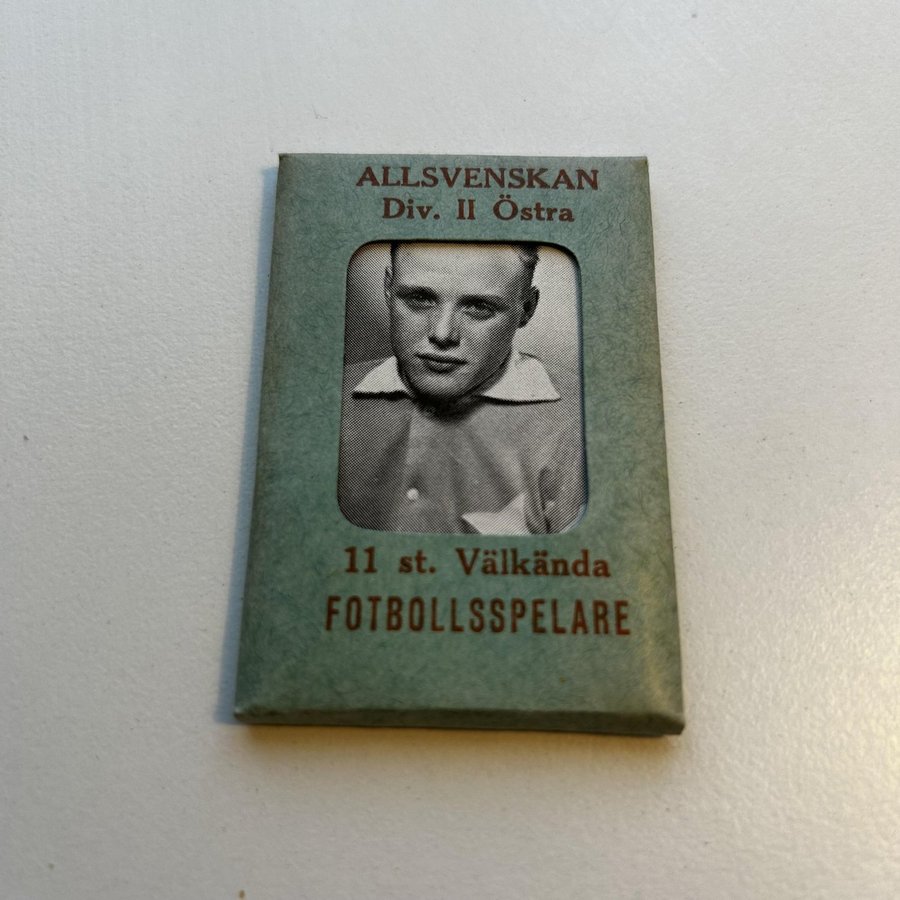 ALLSVENSKAN
Div. II Östra
11 st. Välkända
FOTBOLLSSPELARE